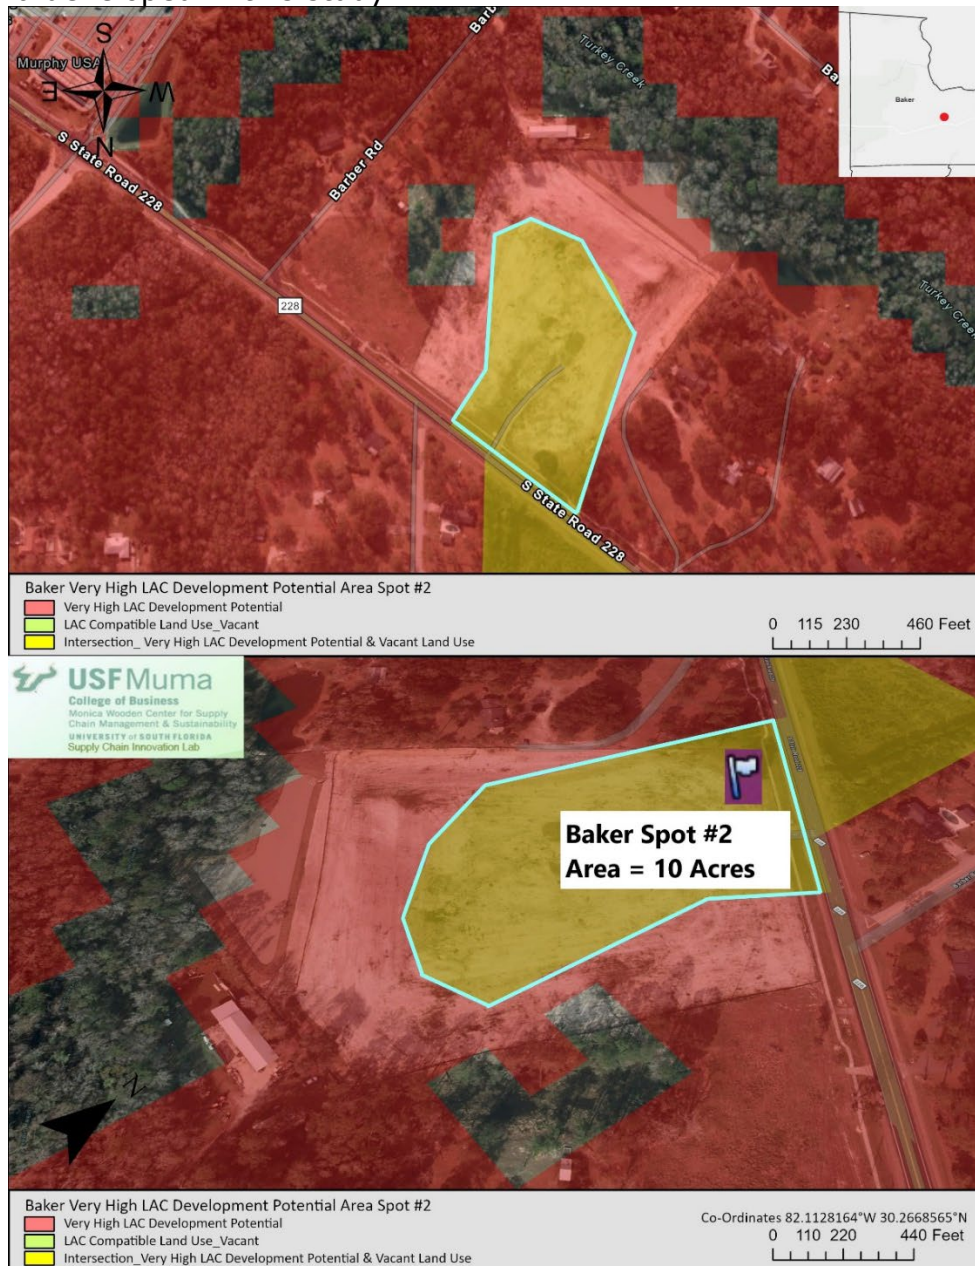 Murphy USA
S
E
W
N
S State Road 228
Barber Rd
Turkey Creek
Baker
228
Turkey Creek
S State Road 228
Baker Very High LAC Development Potential Area Spot #2
Very High LAC Development Potential
LAC Compatible Land Use_Vacant
Intersection_ Very High LAC Development Potential & Vacant Land Use
0 115 230 460 Feet
USF Muma
College of Business
Monica Wooden Center for Supply
Chain Management & Sustainability
UNIVERSITY of SOUTH FLORIDA
Supply Chain Innovation Lab
Baker Spot #2
Area = 10 Acres
N
Baker Very High LAC Development Potential Area Spot #2
Very High LAC Development Potential
LAC Compatible Land Use_Vacant
Intersection_Very High LAC Development Potential & Vacant Land Use
Co-Ordinates 82.1128164°W 30.2668565°N
0 110 220 440 Feet